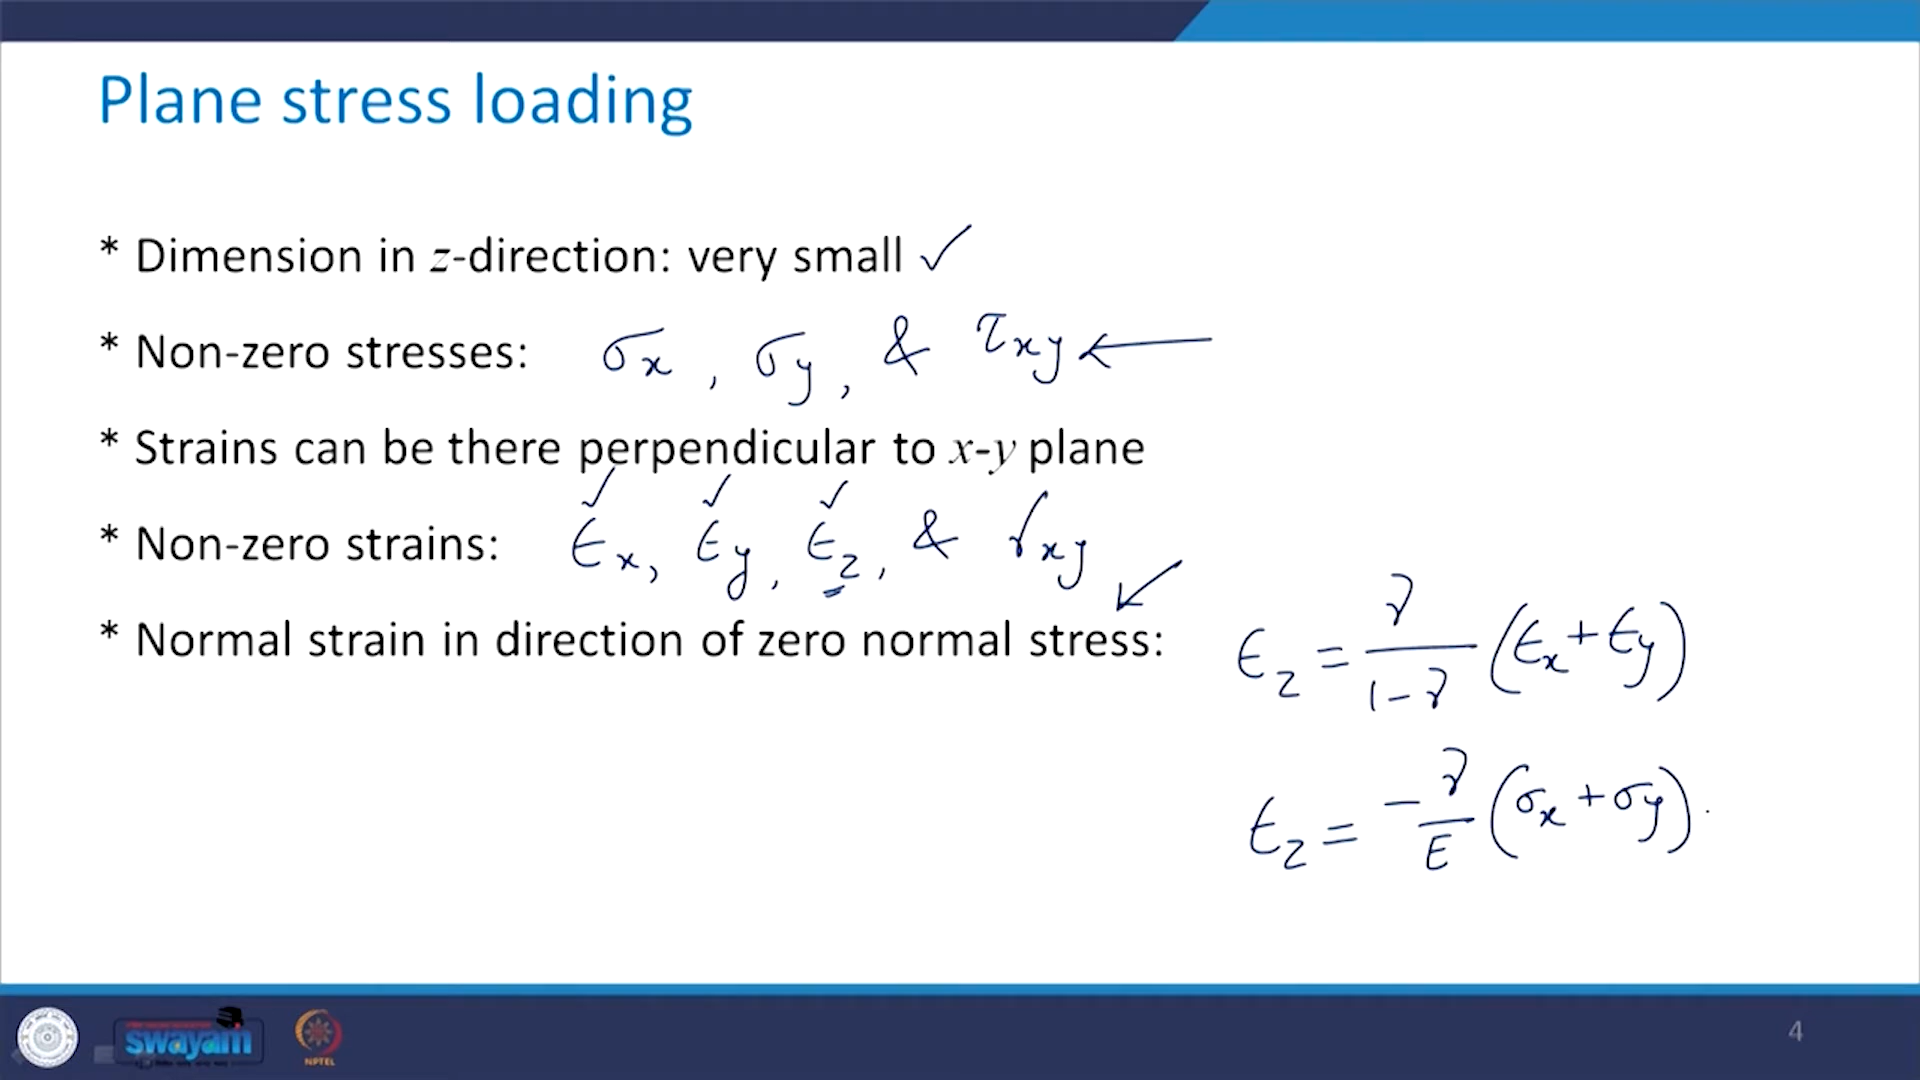 Plane stress loading
* Dimension in z-direction: very small ✓
* Non-zero stresses: σx, σy, & τxy ←
* Strains can be there perpendicular to x-y plane
* Non-zero strains: ϵx, ϵy, ϵz, & γxy
* Normal strain in direction of zero normal stress: ϵz = ν/(1-ν) (ϵx + ϵy)
ϵz = -ν/E (σx + σy).
swayam
NPTEL
4